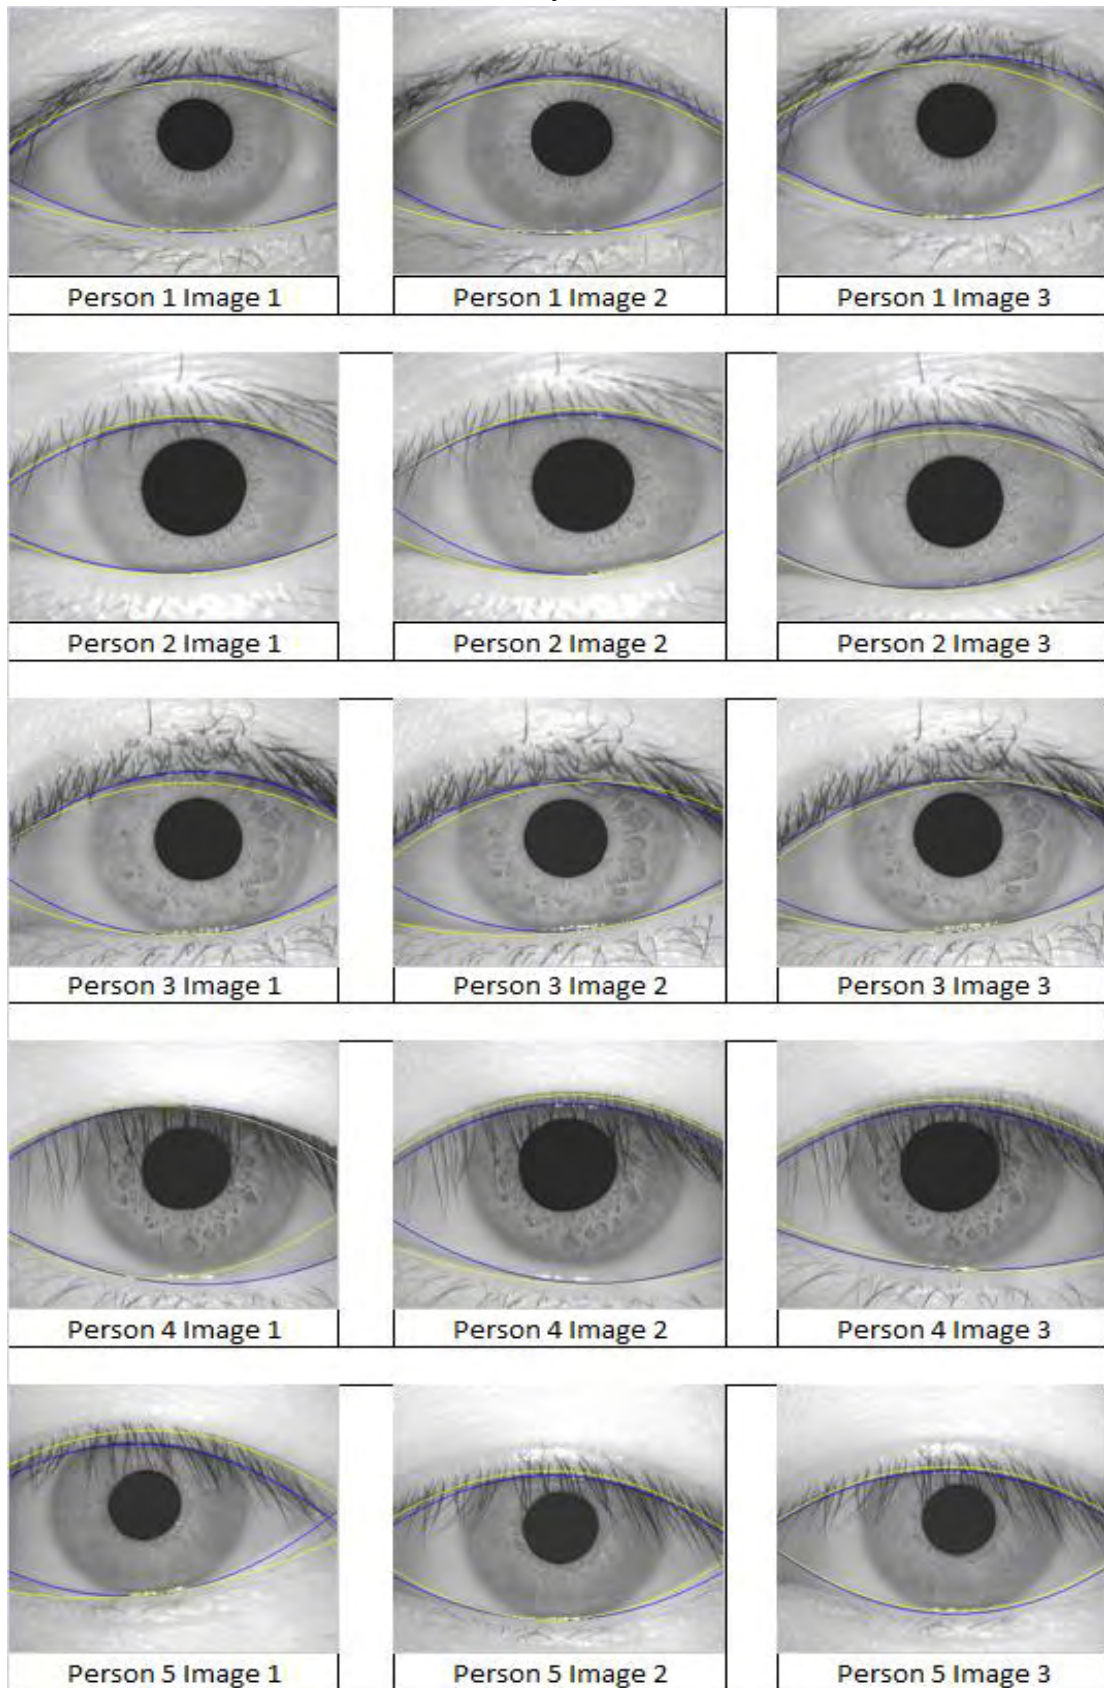 Person 1 Image 1
Person 1 Image 2
Person 1 Image 3
Person 2 Image 1
Person 2 Image 2
Person 2 Image 3
Person 3 Image 1
Person 3 Image 2
Person 3 Image 3
Person 4 Image 1
Person 4 Image 2
Person 4 Image 3
Person 5 Image 1
Person 5 Image 2
Person 5 Image 3